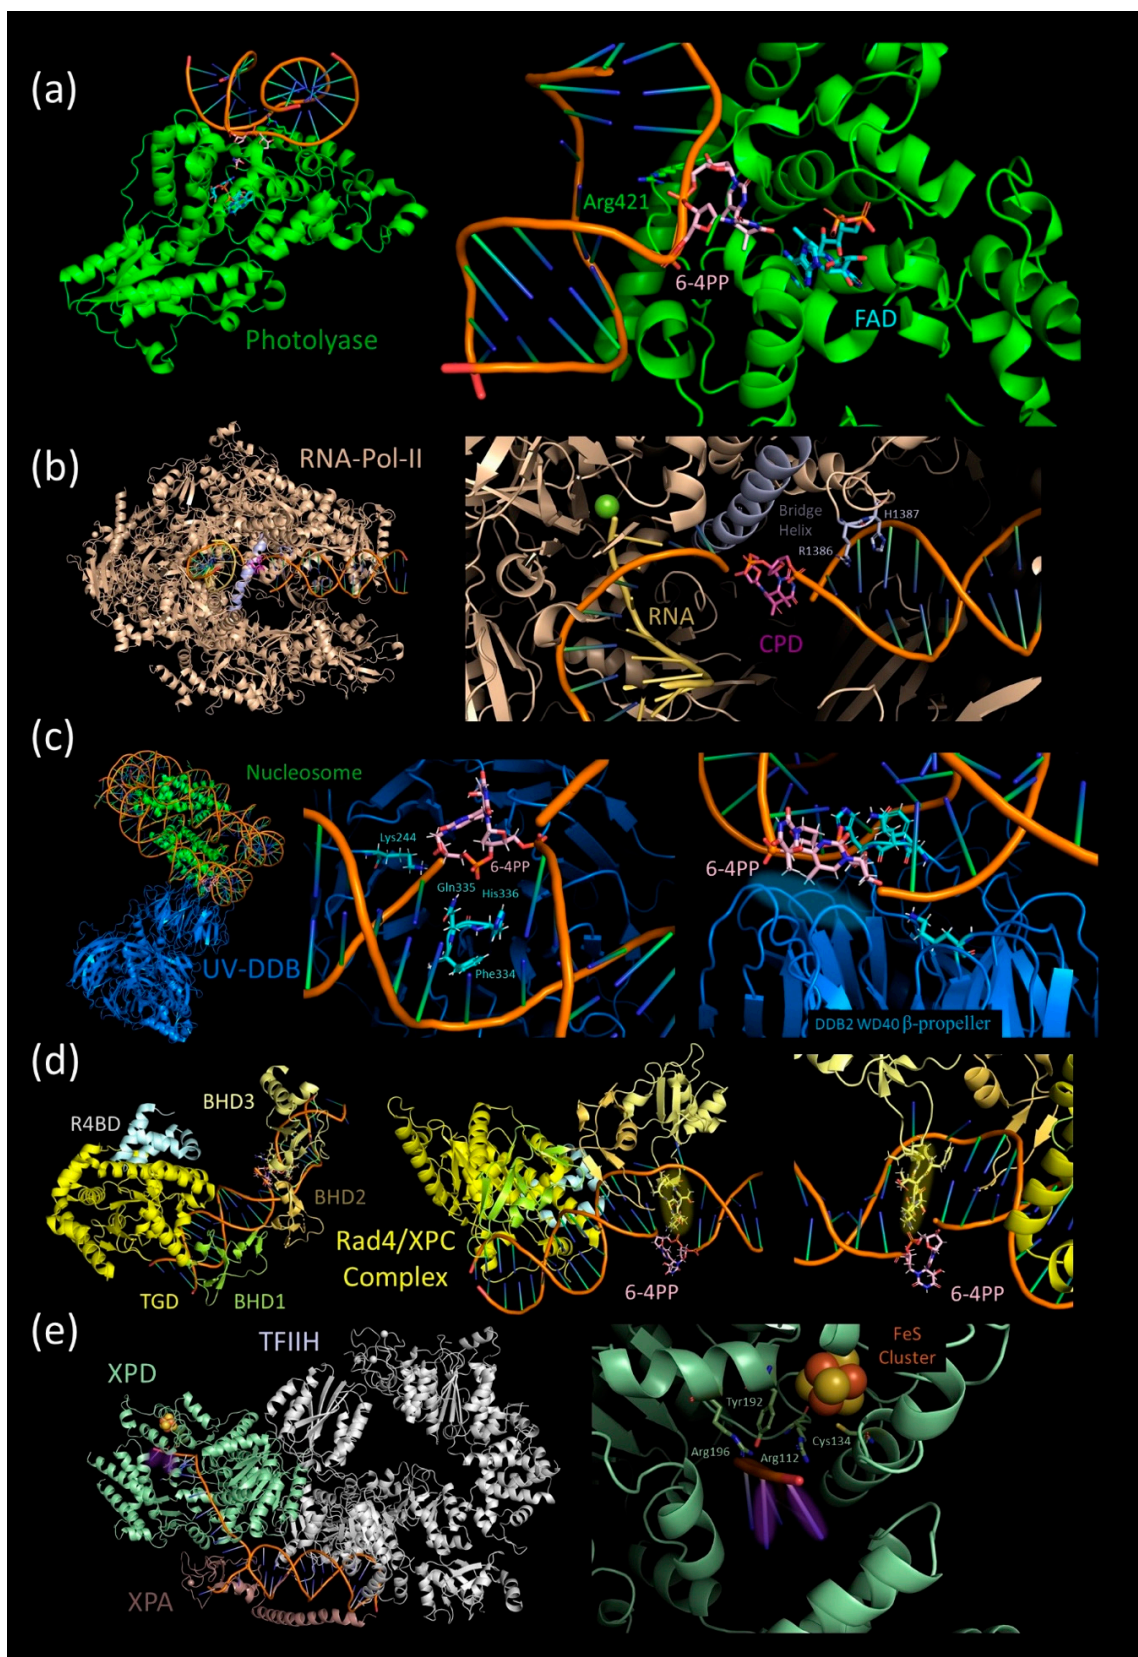 (a)
Photolyase
Arg421
6-4PP
FAD
(b)
RNA-Pol-II
Bridge
Helix
H1387
R1386
RNA
CPD
(c)
Nucleosome
UV-DDB
Lys244
6-4PP
Gln335
His336
Phe334
6-4PP
DDB2 WD40 β-propeller
(d)
R4BD
BHD3
BHD2
TGD
BHD1
Rad4/XPC
Complex
6-4PP
6-4PP
(e)
XPD
TFIIH
XPA
FeS
Cluster
Tyr192
Arg196
Arg112
Cys134